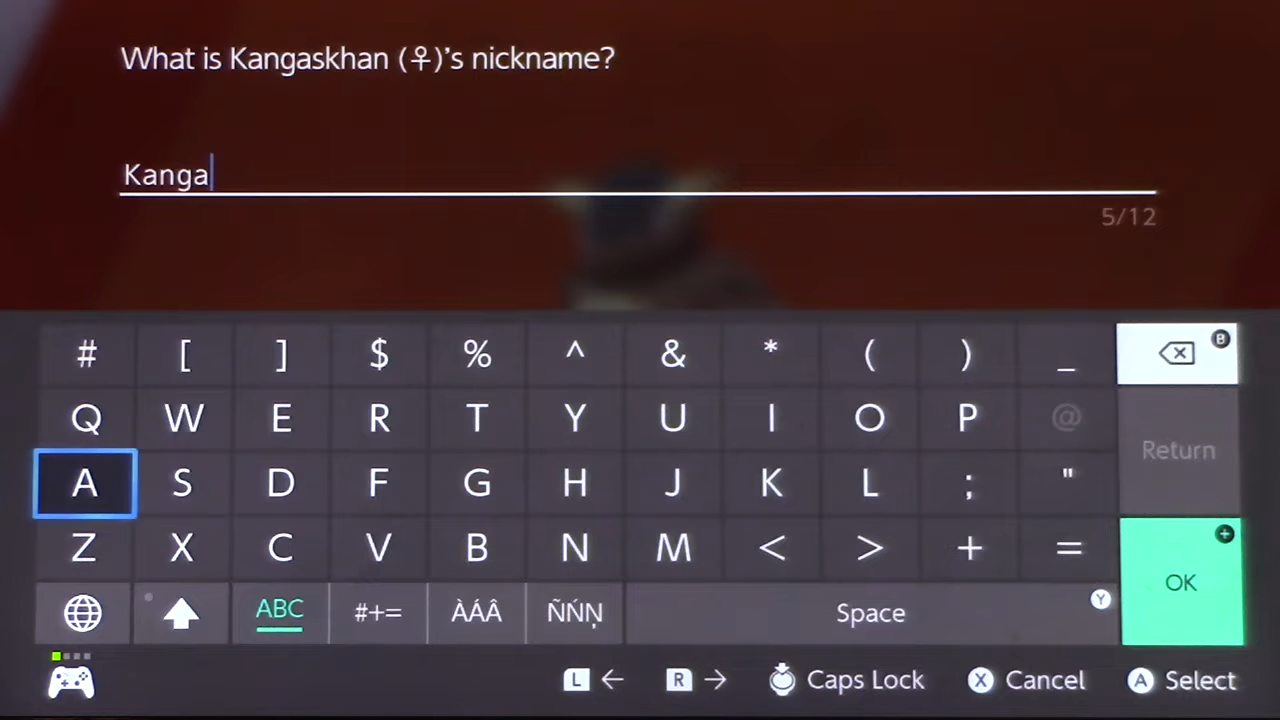 What is Kangaskhan (♀)'s nickname?
Kanga
5/12
# [ ] $ % ^ & * ( ) _ B
Q W E R T Y U I O P @ Return
A S D F G H J K L ; "
Z X C V B N M < > + = + OK
ABC #+= ÀÁÂ ÑŃŅ Space Y
L ← R → Caps Lock X Cancel A Select